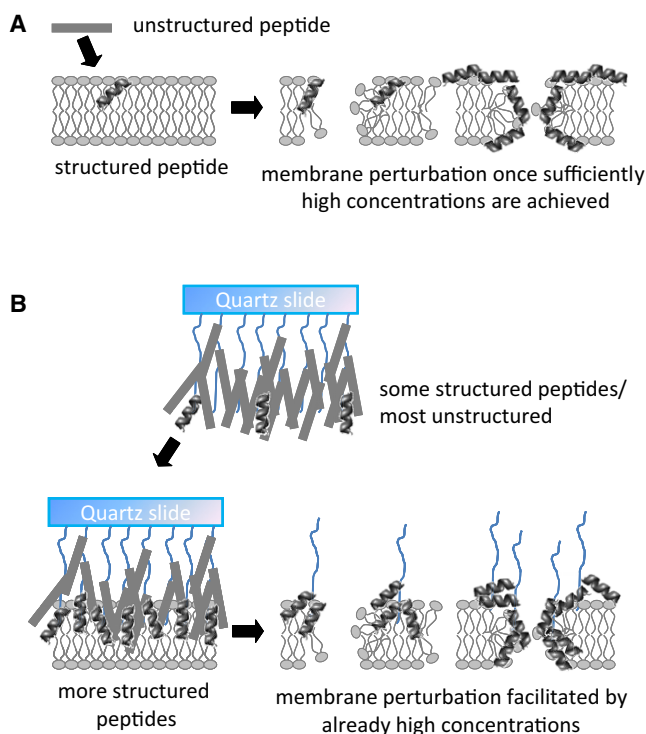 A
unstructured peptide
structured peptide
membrane perturbation once sufficiently
high concentrations are achieved
B
Quartz slide
some structured peptides/
most unstructured
Quartz slide
more structured
peptides
membrane perturbation facilitated by
already high concentrations